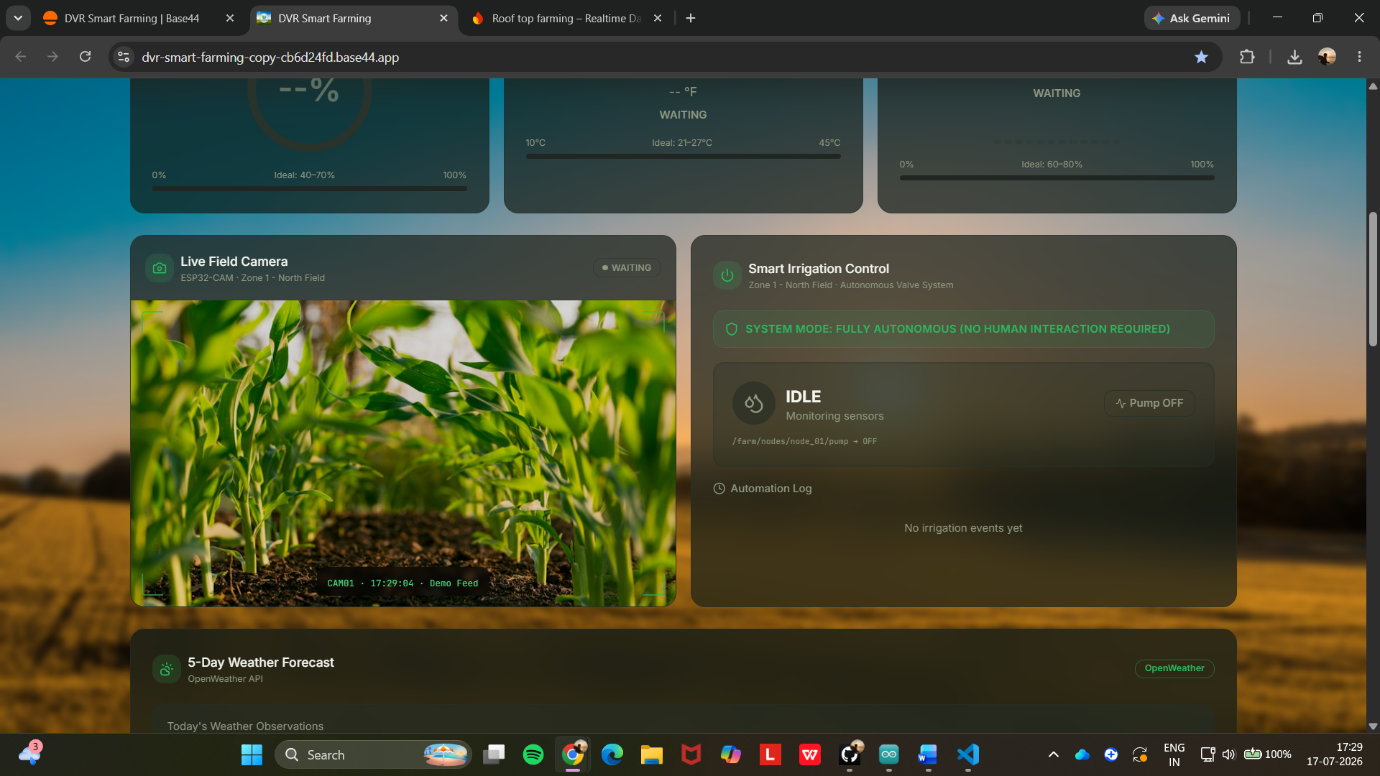 DVR Smart Farming | Base44
DVR Smart Farming
Roof top farming – Realtime Da
Ask Gemini
dvr-smart-farming-copy-cb6d24fd.base44.app
--%
0% Ideal: 40–70% 100%
-- °F
WAITING
10°C Ideal: 21–27°C 45°C
WAITING
0% Ideal: 60–80% 100%
Live Field Camera
ESP32-CAM · Zone 1 - North Field
WAITING
CAM01 · 17:29:04 · Demo Feed
Smart Irrigation Control
Zone 1 - North Field · Autonomous Valve System
SYSTEM MODE: FULLY AUTONOMOUS (NO HUMAN INTERACTION REQUIRED)
IDLE
Monitoring sensors
Pump OFF
/farm/nodes/node_01/pump → OFF
Automation Log
No irrigation events yet
5-Day Weather Forecast
OpenWeather API
OpenWeather
Today's Weather Observations
3
Search
L
W
ENG
IN
100%
17:29
17-07-2026